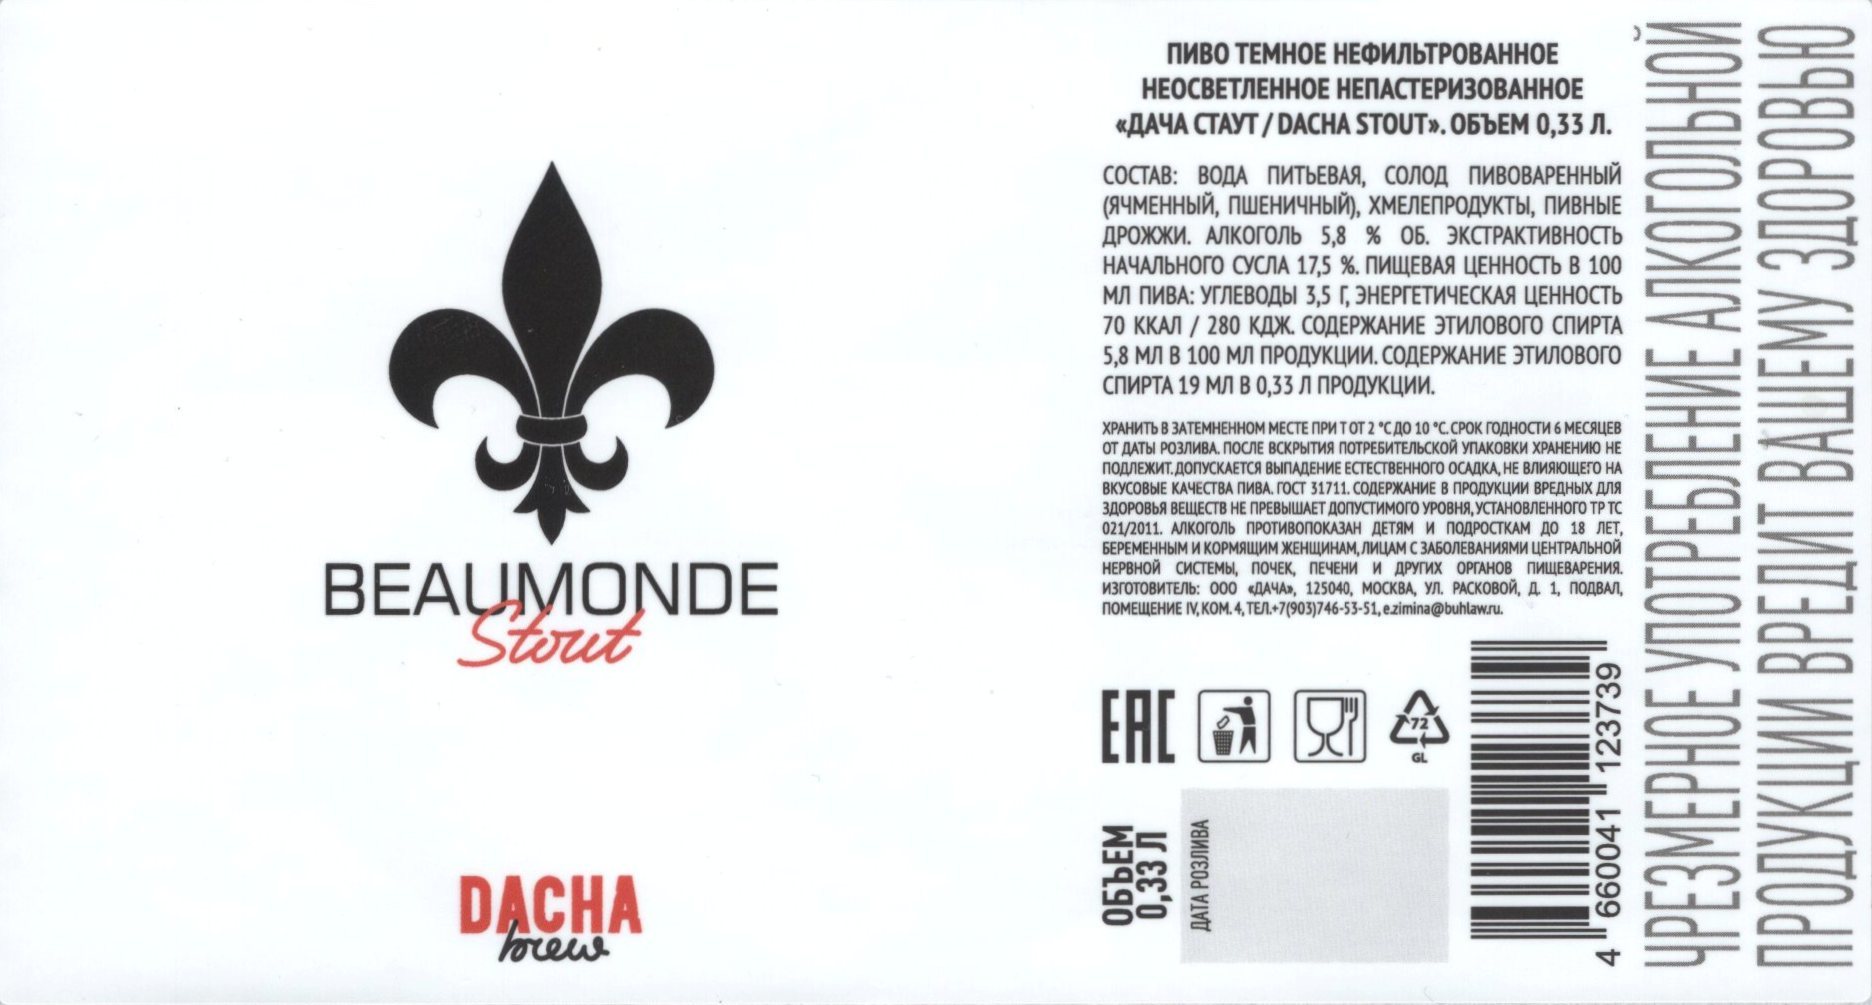 BEAUMONDE
Stout
DACHA
brew
ПИВО ТЕМНОЕ НЕФИЛЬТРОВАННОЕ
НЕОСВЕТЛЕННОЕ НЕПАСТЕРИЗОВАННОЕ
«ДАЧА СТАУТ / DACHA STOUT». ОБЪЕМ 0,33 Л.
СОСТАВ: ВОДА ПИТЬЕВАЯ, СОЛОД ПИВОВАРЕННЫЙ
(ЯЧМЕННЫЙ, ПШЕНИЧНЫЙ), ХМЕЛЕПРОДУКТЫ, ПИВНЫЕ
ДРОЖЖИ. АЛКОГОЛЬ 5,8 % ОБ. ЭКСТРАКТИВНОСТЬ
НАЧАЛЬНОГО СУСЛА 17,5 %. ПИЩЕВАЯ ЦЕННОСТЬ В 100
МЛ ПИВА: УГЛЕВОДЫ 3,5 Г, ЭНЕРГЕТИЧЕСКАЯ ЦЕННОСТЬ
70 ККАЛ / 280 КДЖ. СОДЕРЖАНИЕ ЭТИЛОВОГО СПИРТА
5,8 МЛ В 100 МЛ ПРОДУКЦИИ. СОДЕРЖАНИЕ ЭТИЛОВОГО
СПИРТА 19 МЛ В 0,33 Л ПРОДУКЦИИ.
ХРАНИТЬ В ЗАТЕМНЕННОМ МЕСТЕ ПРИ Т ОТ 2 °С ДО 10 °С. СРОК ГОДНОСТИ 6 МЕСЯЦЕВ
ОТ ДАТЫ РОЗЛИВА. ПОСЛЕ ВСКРЫТИЯ ПОТРЕБИТЕЛЬСКОЙ УПАКОВКИ ХРАНЕНИЮ НЕ
ПОДЛЕЖИТ. ДОПУСКАЕТСЯ ВЫПАДЕНИЕ ЕСТЕСТВЕННОГО ОСАДКА, НЕ ВЛИЯЮЩЕГО НА
ВКУСОВЫЕ КАЧЕСТВА ПИВА. ГОСТ 31711. СОДЕРЖАНИЕ В ПРОДУКЦИИ ВРЕДНЫХ ДЛЯ
ЗДОРОВЬЯ ВЕЩЕСТВ НЕ ПРЕВЫШАЕТ ДОПУСТИМОГО УРОВНЯ, УСТАНОВЛЕННОГО ТР ТС
021/2011. АЛКОГОЛЬ ПРОТИВОПОКАЗАН ДЕТЯМ И ПОДРОСТКАМ ДО 18 ЛЕТ,
БЕРЕМЕННЫМ И КОРМЯЩИМ ЖЕНЩИНАМ, ЛИЦАМ С ЗАБОЛЕВАНИЯМИ ЦЕНТРАЛЬНОЙ
НЕРВНОЙ СИСТЕМЫ, ПОЧЕК, ПЕЧЕНИ И ДРУГИХ ОРГАНОВ ПИЩЕВАРЕНИЯ.
ИЗГОТОВИТЕЛЬ: ООО «ДАЧА», 125040, МОСКВА, УЛ. РАСКОВОЙ, Д. 1, ПОДВАЛ,
ПОМЕЩЕНИЕ IV, КОМ. 4, ТЕЛ.+7(903)746-53-51, e.zimina@buhlaw.ru.
EAC
72
GL
ОБЪЕМ
0,33 Л
ДАТА РОЗЛИВА
4 660041 123739
ЧРЕЗМЕРНОЕ УПОТРЕБЛЕНИЕ АЛКОГОЛЬНОЙ
ПРОДУКЦИИ ВРЕДИТ ВАШЕМУ ЗДОРОВЬЮ